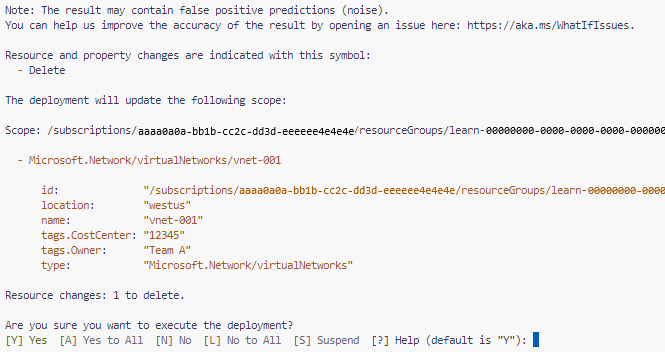 Note: The result may contain false positive predictions (noise).
You can help us improve the accuracy of the result by opening an issue here: https://aka.ms/WhatIfIssues.
Resource and property changes are indicated with this symbol:
- Delete
The deployment will update the following scope:
Scope: /subscriptions/aaaa0a0a-bb1b-cc2c-dd3d-eeeeee4e4e4e/resourceGroups/learn-00000000-0000-0000-0000-000000
- Microsoft.Network/virtualNetworks/vnet-001
id: "/subscriptions/aaaa0a0a-bb1b-cc2c-dd3d-eeeeee4e4e4e/resourceGroups/learn-00000000-0000
location: "westus"
name: "vnet-001"
tags.CostCenter: "12345"
tags.Owner: "Team A"
type: "Microsoft.Network/virtualNetworks"
Resource changes: 1 to delete.
Are you sure you want to execute the deployment?
[Y] Yes [A] Yes to All [N] No [L] No to All [S] Suspend [?] Help (default is "Y"):